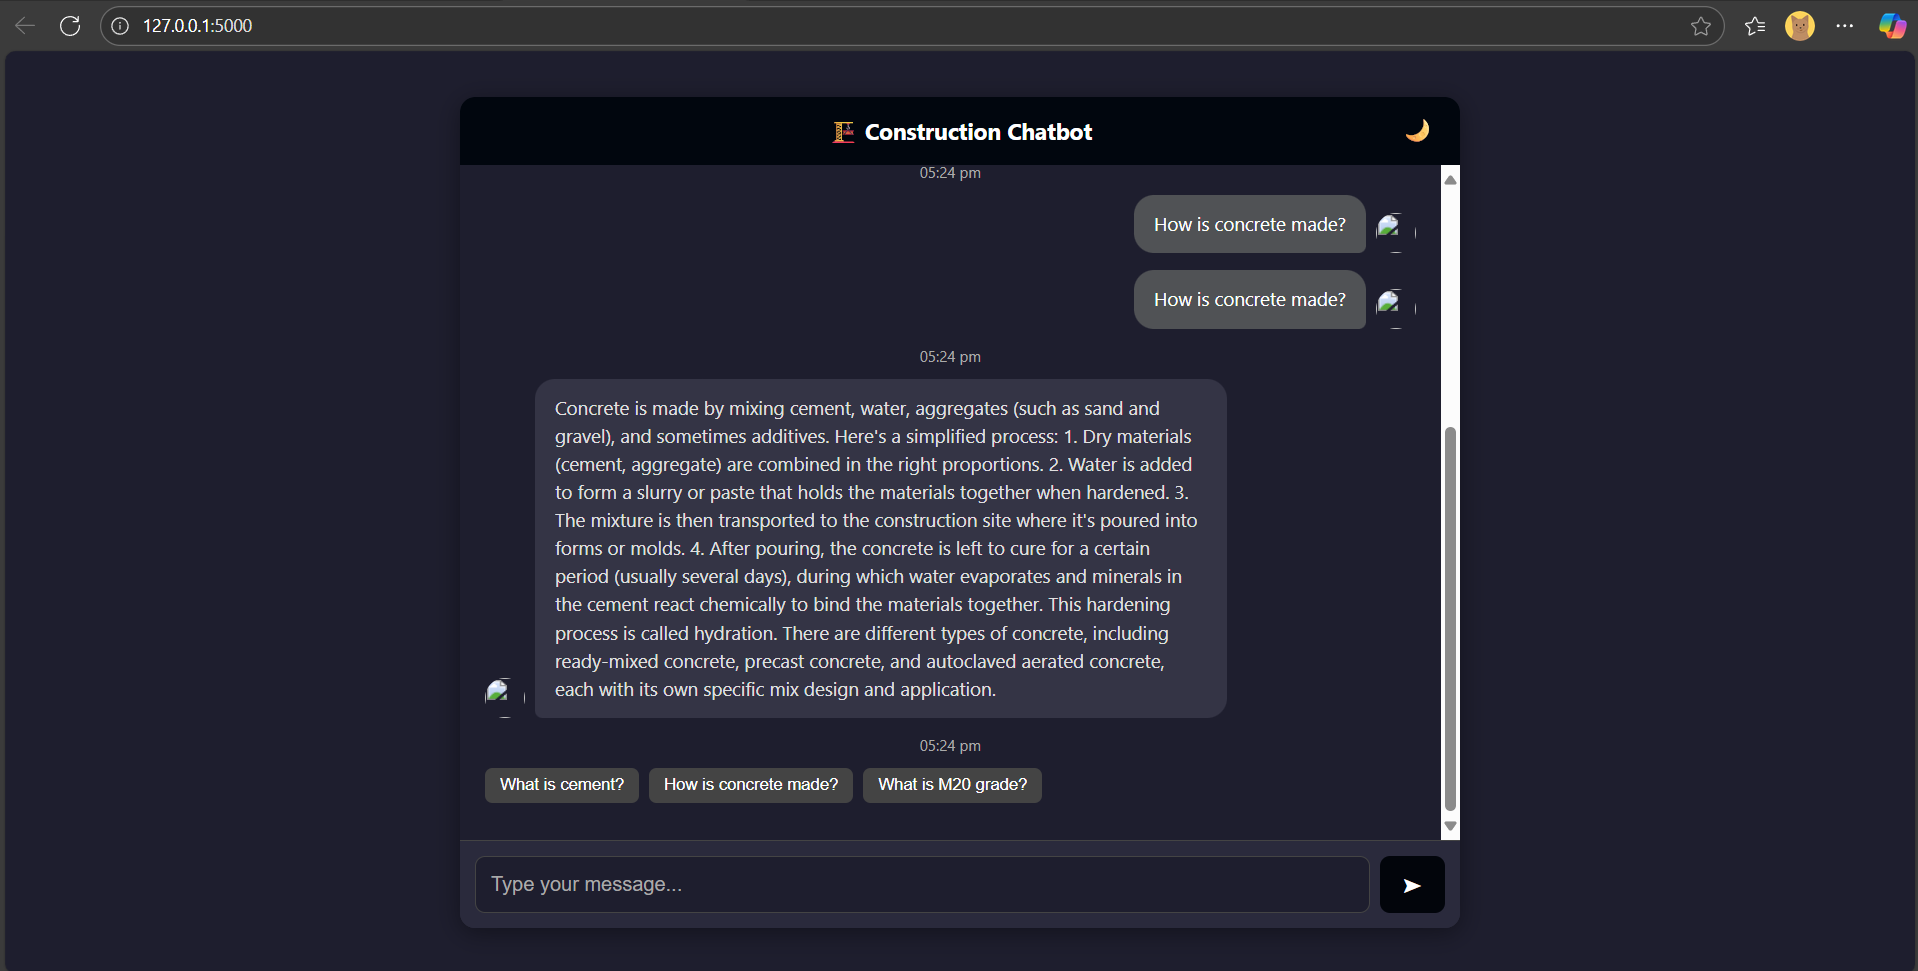 127.0.0.1:5000
Construction Chatbot
05:24 pm
How is concrete made?
How is concrete made?
05:24 pm
Concrete is made by mixing cement, water, aggregates (such as sand and
gravel), and sometimes additives. Here's a simplified process: 1. Dry materials
(cement, aggregate) are combined in the right proportions. 2. Water is added
to form a slurry or paste that holds the materials together when hardened. 3.
The mixture is then transported to the construction site where it's poured into
forms or molds. 4. After pouring, the concrete is left to cure for a certain
period (usually several days), during which water evaporates and minerals in
the cement react chemically to bind the materials together. This hardening
process is called hydration. There are different types of concrete, including
ready-mixed concrete, precast concrete, and autoclaved aerated concrete,
each with its own specific mix design and application.
05:24 pm
What is cement? How is concrete made? What is M20 grade?
Type your message...